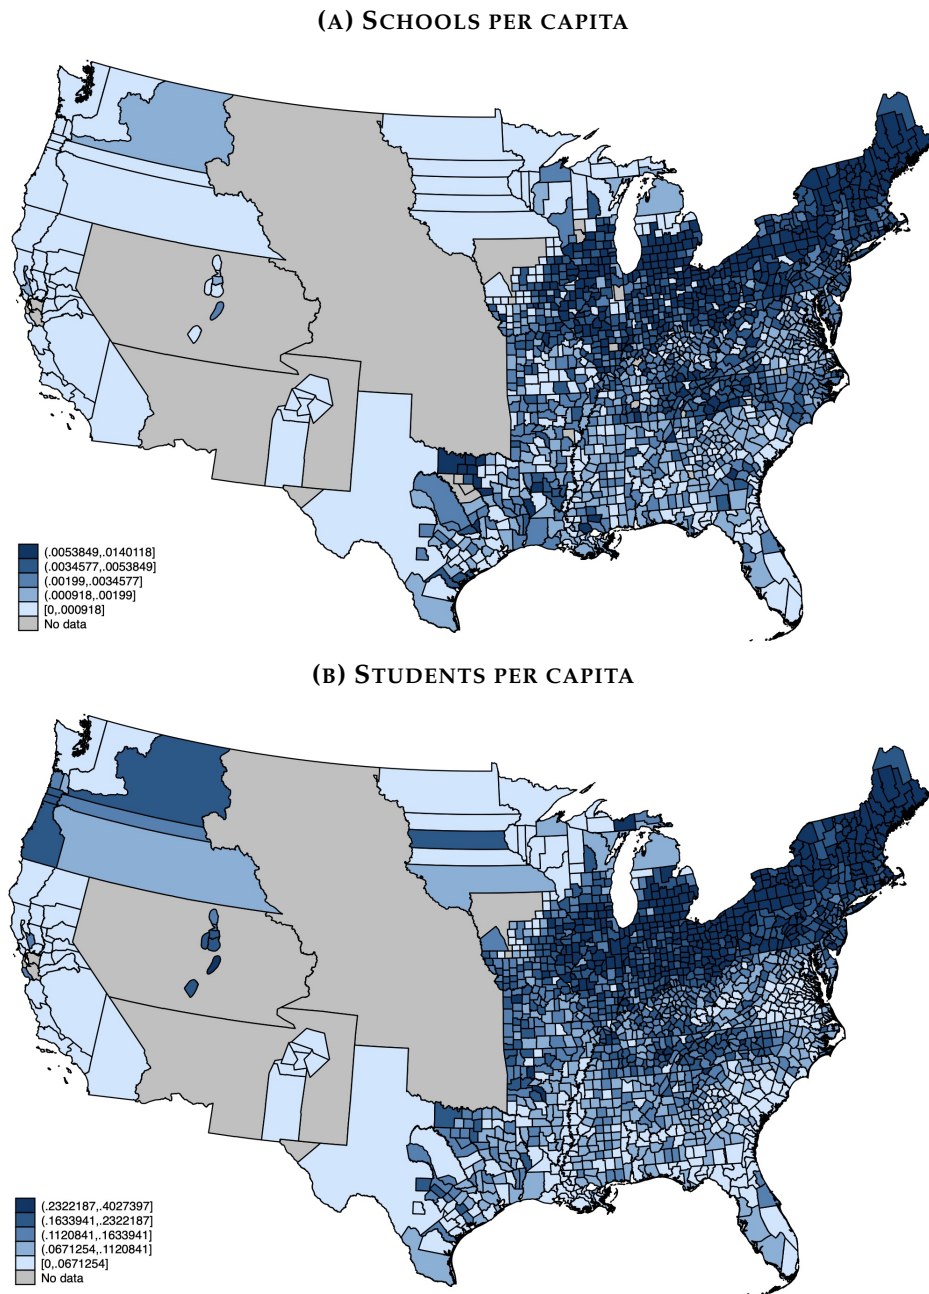 (A) SCHOOLS PER CAPITA
(.0053849,.0140118]
(.0034577,.0053849]
(.00199,.0034577]
(.000918,.00199]
[0,.000918]
No data
(B) STUDENTS PER CAPITA
(.2322187,.4027397]
(.1633941,.2322187]
(.1120841,.1633941]
(.0671254,.1120841]
[0,.0671254]
No data